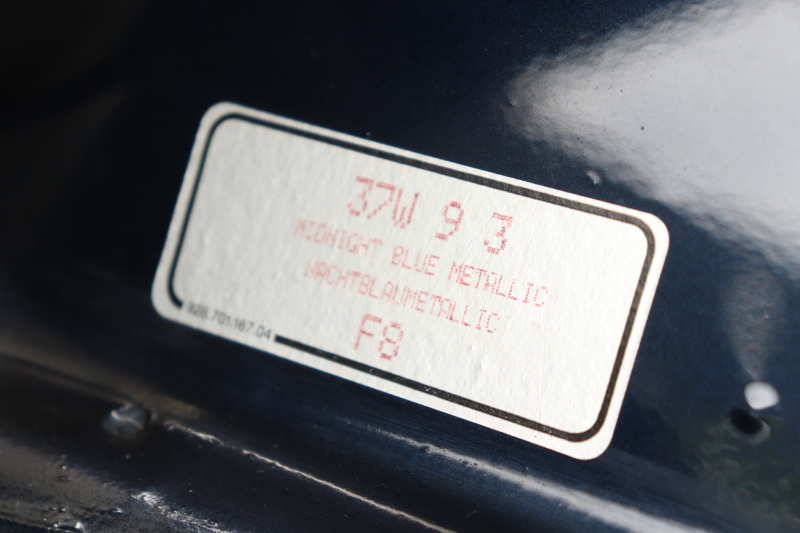 37W 9 3
MIDNIGHT BLUE METALLIC
NACHTBLAUMETALLIC
F8
928.701.167.04